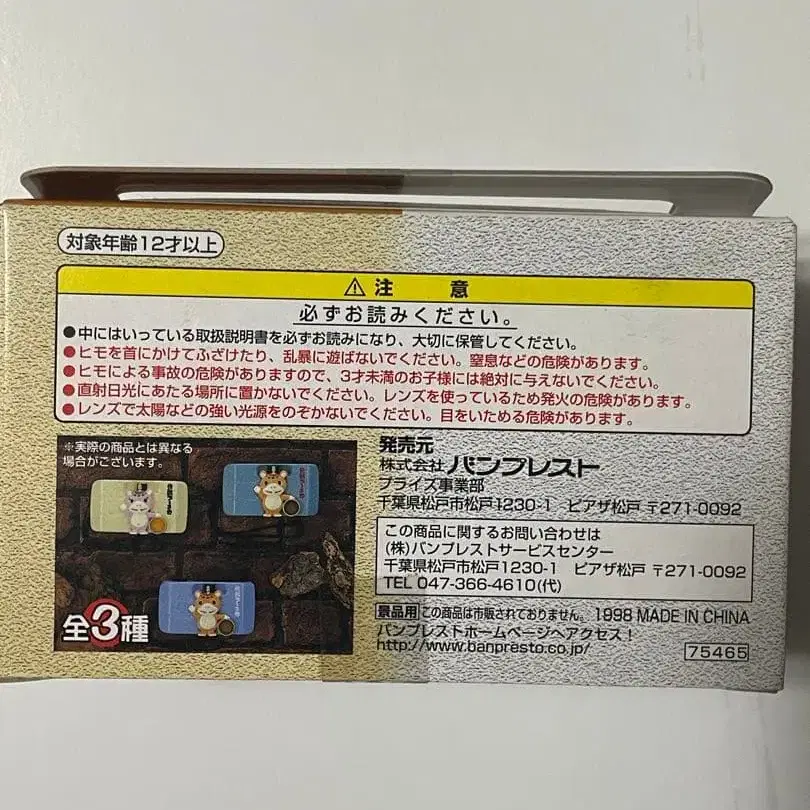 対象年齢12才以上
⚠注 意
必ずお読みください。
●中にはいっている取扱説明書を必ずお読みになり、大切に保管してください。
●ヒモを首にかけてふざけたり、乱暴に遊ばないでください。窒息などの危険があります。
●ヒモによる事故の危険がありますので、3才未満のお子様には絶対に与えないでください。
●直射日光にあたる場所に置かないでください。レンズを使っているため発火の危険があります。
●レンズで太陽などの強い光源をのぞかないでください。目をいためる危険があります。
※実際の商品とは異なる
場合がございます。
全3種
発売元
株式会社 バンプレスト
プライズ事業部
千葉県松戸市松戸1230-1 ピアザ松戸 〒271-0092
この商品に関するお問い合わせは
(株)バンプレストサービスセンター
千葉県松戸市松戸1230-1 ピアザ松戸 〒271-0092
TEL 047-366-4610(代)
景品用 この商品は市販されておりません。 1998 MADE IN CHINA
バンプレストホームページへアクセス!
http://www.banpresto.co.jp/
75465